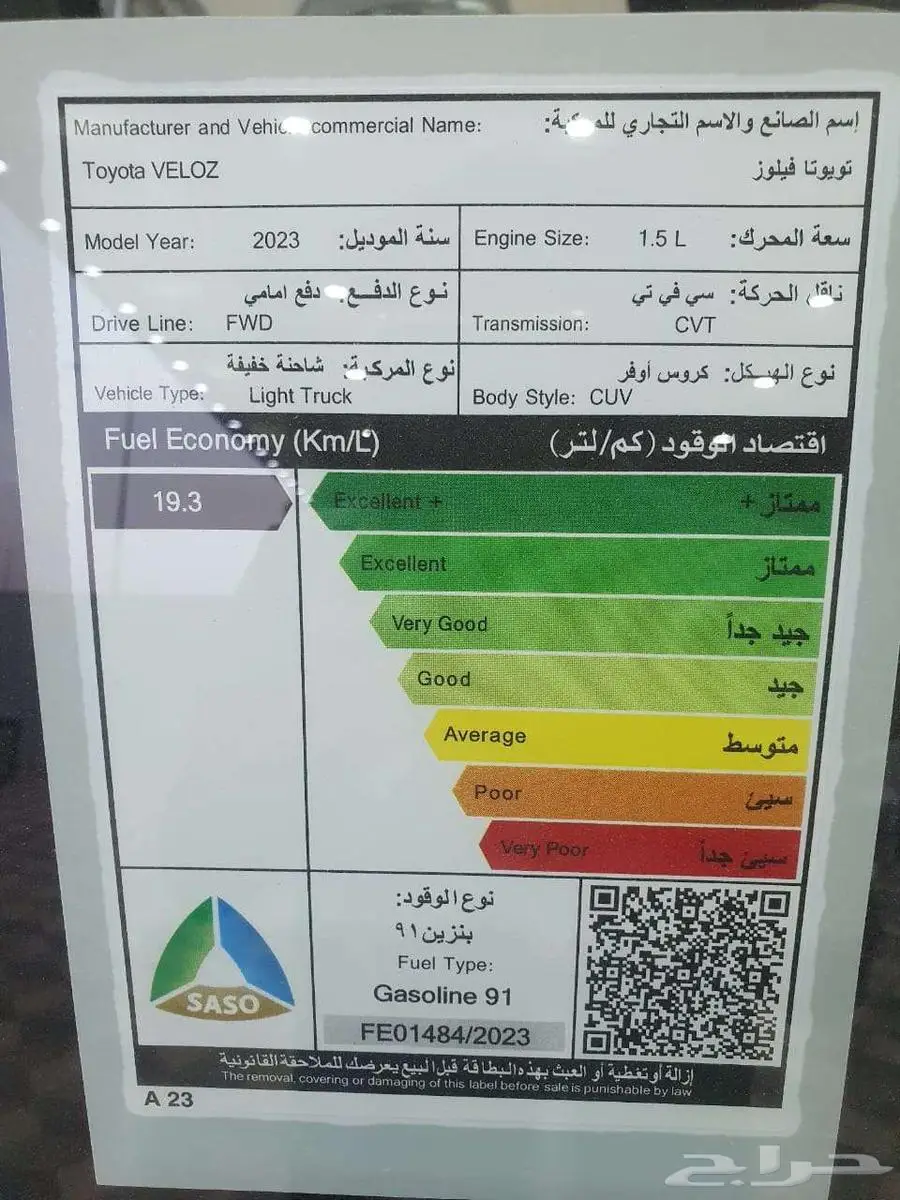 Manufacturer and Vehic commercial Name: إسم الصانع والاسم التجاري للمركبة:
Toyota VELOZ تويوتا فيلوز
Model Year: 2023 سنة الموديل:
Engine Size: 1.5 L سعة المحرك:
نوع الدفع: دفع امامي
Drive Line: FWD
ناقل الحركة: سي في تي
Transmission: CVT
نوع المركبة: شاحنة خفيفة
Vehicle Type: Light Truck
نوع الهيكل: كروس أوفر
Body Style: CUV
Fuel Economy (Km/L) اقتصاد الوقود (كم/لتر)
19.3
Excellent + ممتاز +
Excellent ممتاز
Very Good جيد جداً
Good جيد
Average متوسط
Poor سيئ
Very Poor سيئ جداً
SASO
نوع الوقود:
بنزين ٩١
Fuel Type:
Gasoline 91
FE01484/2023
إزالة أو تغطية أو العبث بهذه البطاقة قبل البيع يعرضك للملاحقة القانونية
The removal, covering or damaging of this label before sale is punishable by law
A 23
حراج